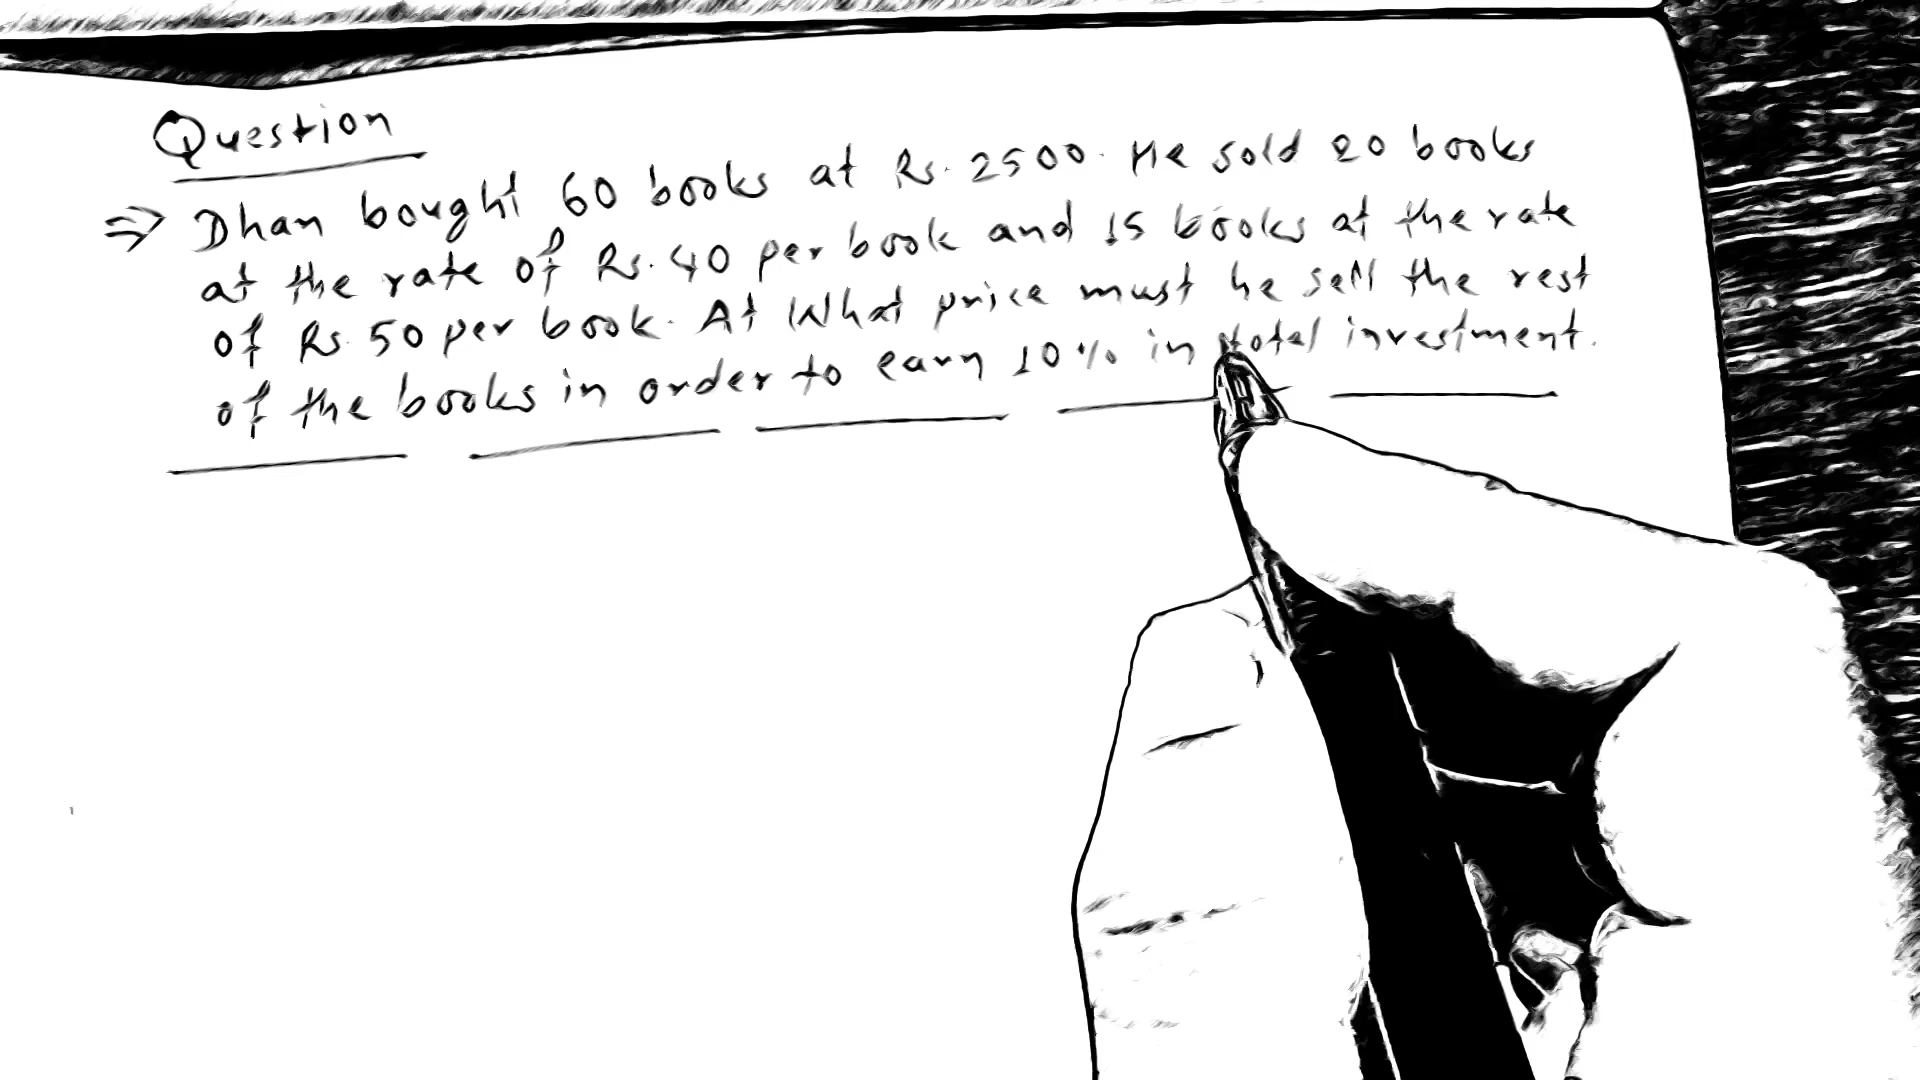 Question
⇒ Dhan bought 60 books at Rs. 2500. He sold 20 books
at the rate of Rs. 40 per book and 15 books at the rate
of Rs. 50 per book. At What price must he sell the rest
of the books in order to earn 10% in total investment.